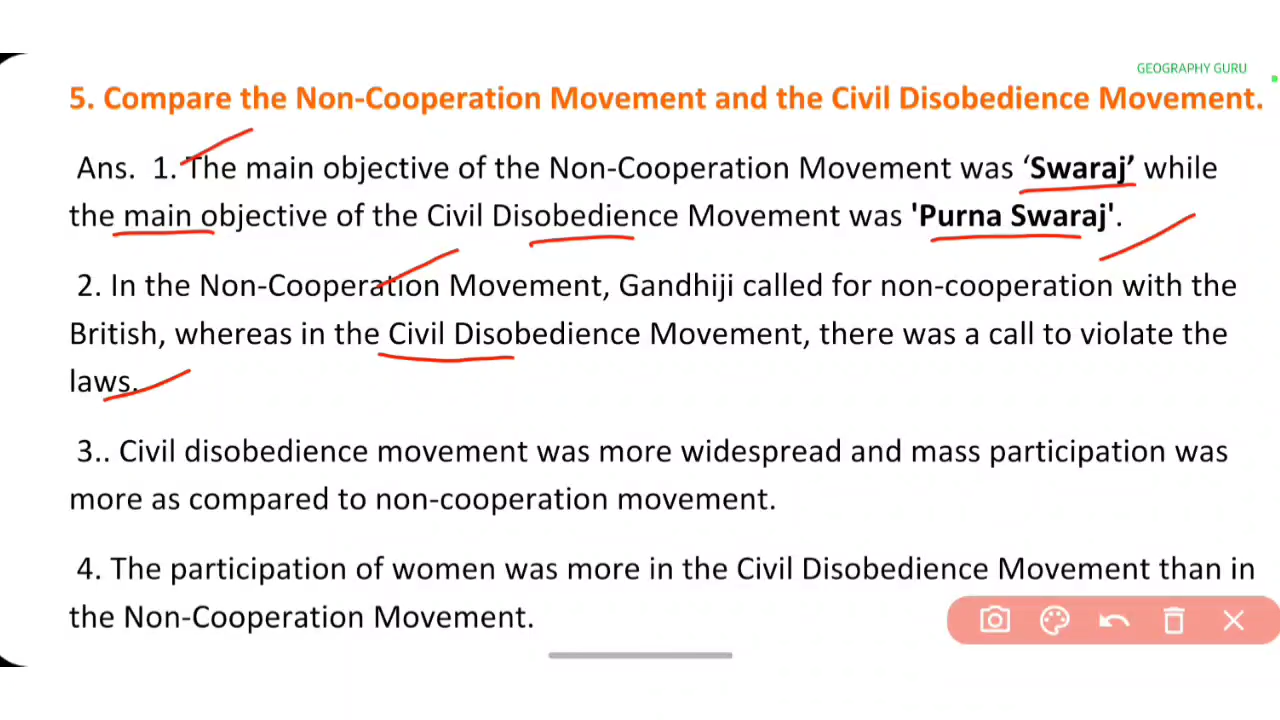 GEOGRAPHY GURU
5. Compare the Non-Cooperation Movement and the Civil Disobedience Movement.
Ans. 1. The main objective of the Non-Cooperation Movement was ‘Swaraj’ while
the main objective of the Civil Disobedience Movement was 'Purna Swaraj'.
2. In the Non-Cooperation Movement, Gandhiji called for non-cooperation with the
British, whereas in the Civil Disobedience Movement, there was a call to violate the
laws.
3.. Civil disobedience movement was more widespread and mass participation was
more as compared to non-cooperation movement.
4. The participation of women was more in the Civil Disobedience Movement than in
the Non-Cooperation Movement.